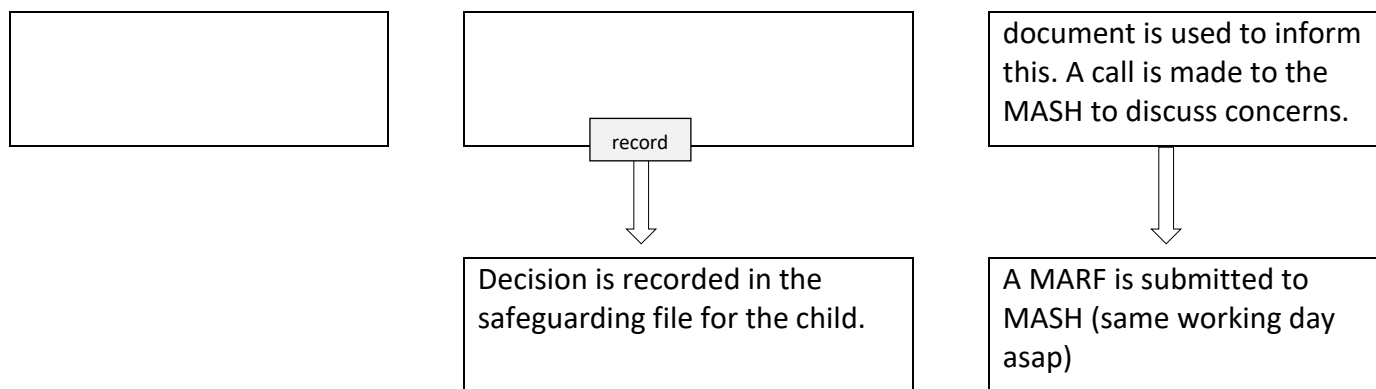 document is used to inform
this. A call is made to the
MASH to discuss concerns.
record
Decision is recorded in the
safeguarding file for the child.
A MARF is submitted to
MASH (same working day
asap)